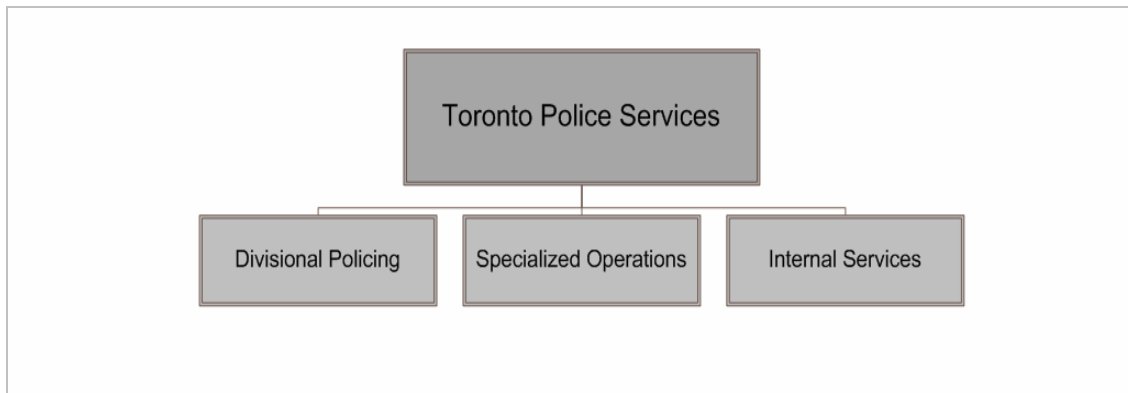 Toronto Police Services
Divisional Policing
Specialized Operations
Internal Services